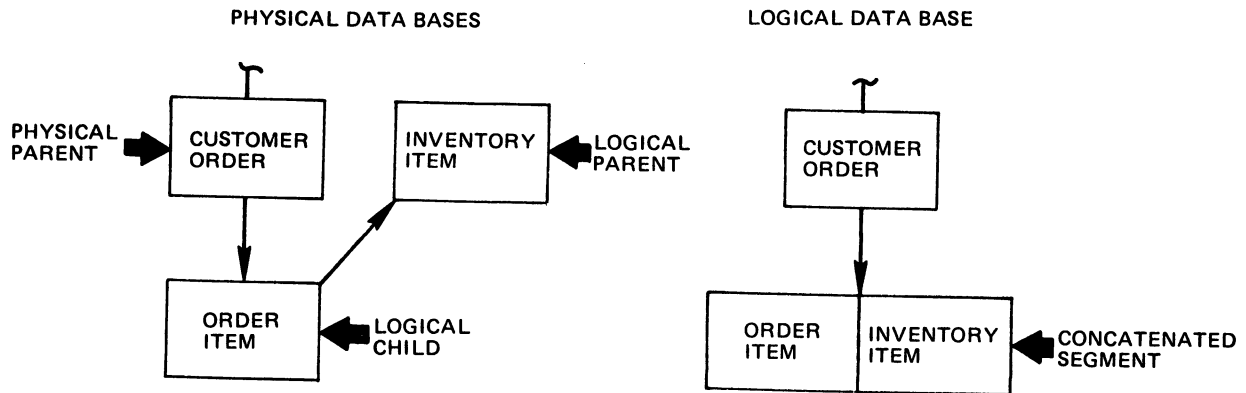 PHYSICAL DATA BASES
PHYSICAL
PARENT
CUSTOMER
ORDER
INVENTORY
ITEM
LOGICAL
PARENT
ORDER
ITEM
LOGICAL
CHILD
LOGICAL DATA BASE
CUSTOMER
ORDER
ORDER
ITEM
INVENTORY
ITEM
CONCATENATED
SEGMENT